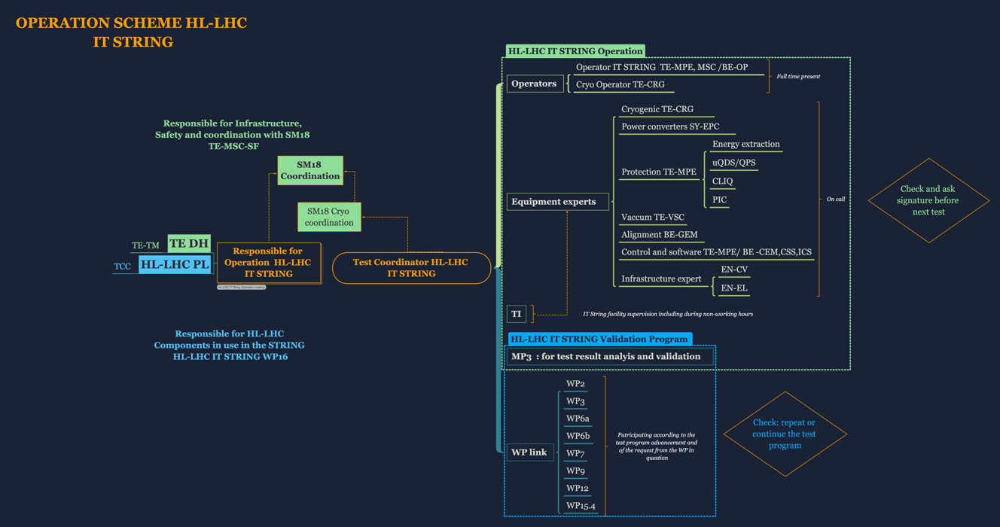 OPERATION SCHEME HL-LHC
IT STRING
Responsible for Infrastructure,
Safety and coordination with SM18
TE-MSC-SF
SM18
Coordination
SM18 Cryo
coordination
TE-TM
TE DH
TCC
HL-LHC PL
Responsible for
Operation HL-LHC
IT STRING
HL-LHC IT String Operation meeting
Test Coordinator HL-LHC
IT STRING
Responsible for HL-LHC
Components in use in the STRING
HL-LHC IT STRING WP16
HL-LHC IT STRING Operation
Operators
Operator IT STRING TE-MPE, MSC /BE-OP
Cryo Operator TE-CRG
Full time present
Equipment experts
Cryogenic TE-CRG
Power converters SY-EPC
Protection TE-MPE
Energy extraction
uQDS/QPS
CLIQ
PIC
Vaccum TE-VSC
Alignment BE-GEM
Control and software TE-MPE/ BE -CEM,CSS,ICS
Infrastructure expert
EN-CV
EN-EL
On call
TI
IT String facility supervision including during non-working hours
Check and ask
signature before
next test
HL-LHC IT STRING Validation Program
MP3 : for test result analyis and validation
WP link
WP2
WP3
WP6a
WP6b
WP7
WP9
WP12
WP15.4
Patricipating according to the
test program advancement and
of the request from the WP in
question
Check: repeat or
continue the test
program